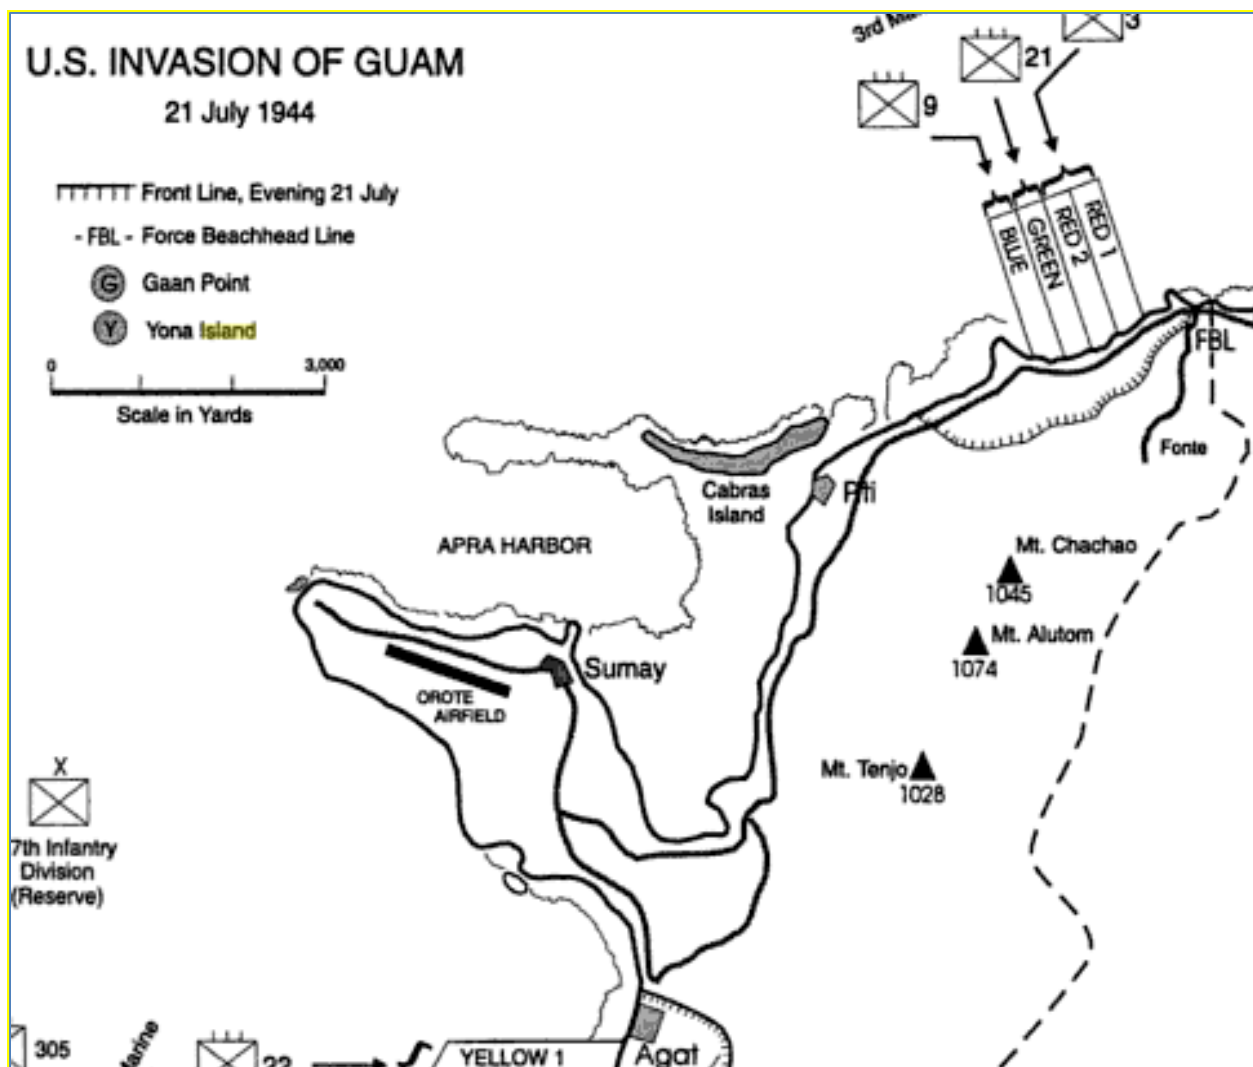 U.S. INVASION OF GUAM
21 July 1944
Front Line, Evening 21 July
- FBL - Force Beachhead Line
G Gaan Point
Y Yona Island
0 3,000
Scale in Yards
3rd
3
21
9
BLUE
GREEN
RED 2
RED 1
FBL
Fonte
Cabras
Island
Piti
APRA HARBOR
Mt. Chachao
1045
Mt. Alutom
1074
Sumay
OROTE
AIRFIELD
Mt. Tenjo
1028
X
7th Infantry
Division
(Reserve)
305
arine
22
YELLOW 1
Agat